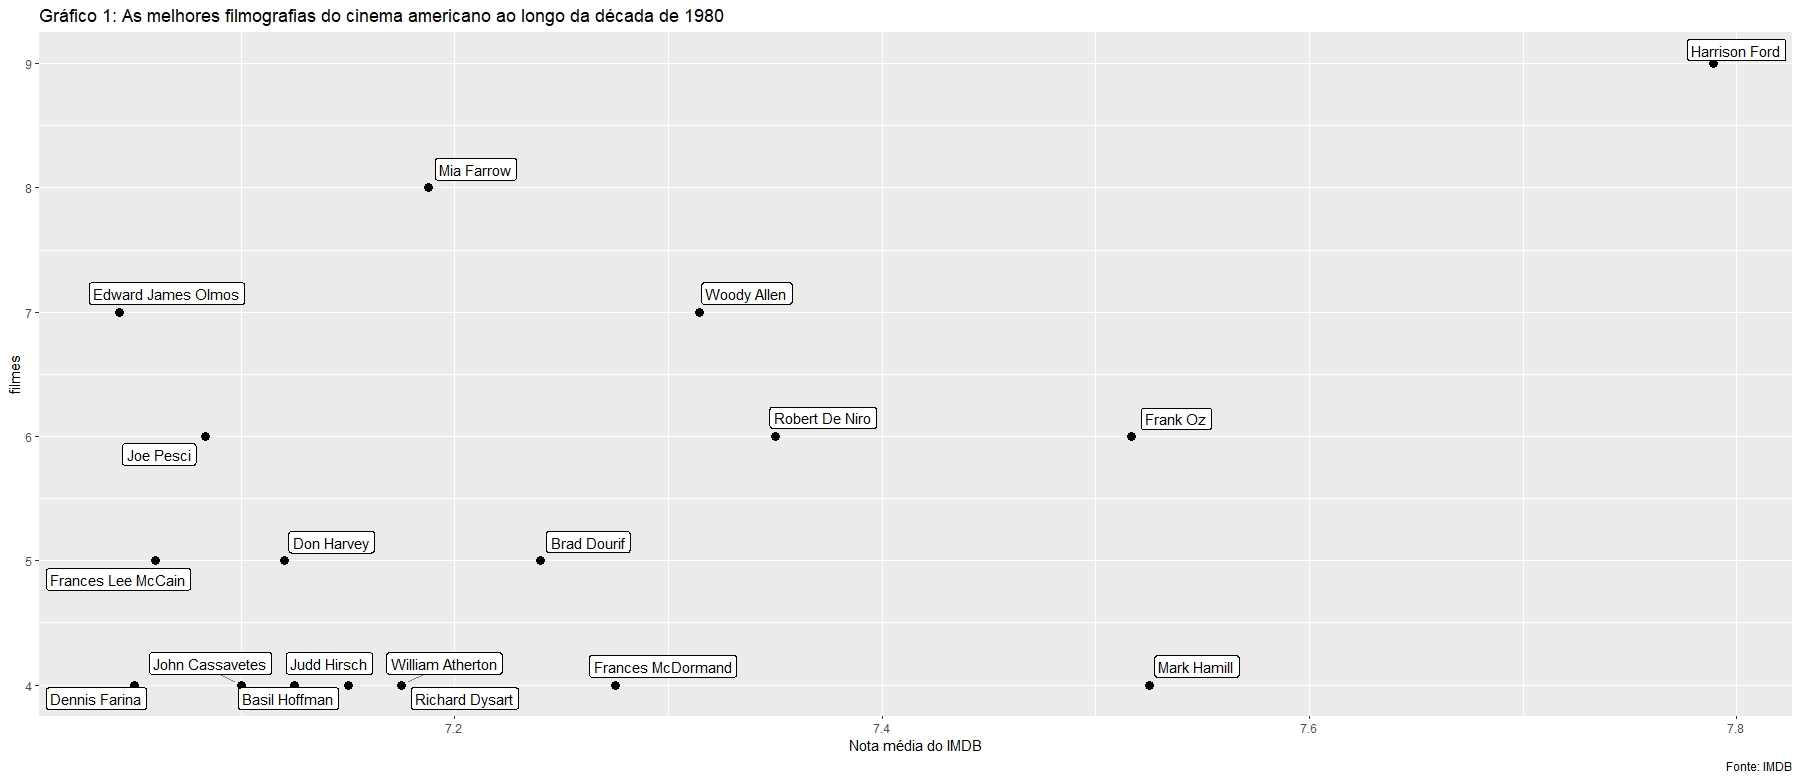 Gráfico 1: As melhores filmografias do cinema americano ao longo da década de 1980
Harrison Ford
9
Mia Farrow
8
Edward James Olmos
Woody Allen
7
filmes
Robert De Niro
Frank Oz
6
Joe Pesci
Don Harvey
Brad Dourif
5
Frances Lee McCain
John Cassavetes
Judd Hirsch
William Atherton
Frances McDormand
Mark Hamill
4
Dennis Farina
Basil Hoffman
Richard Dysart
7.2
7.4
7.6
7.8
Nota média do IMDB
Fonte: IMDB